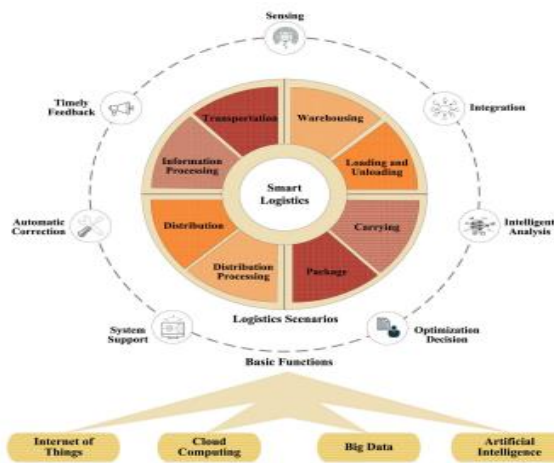 Sensing
Timely
Feedback
Integration
Transportation
Warehousing
Information
Processing
Loading and
Unloading
Smart
Logistics
Automatic
Correction
Intelligent
Analysis
Distribution
Carrying
Distribution
Processing
Package
Logistics Scenarios
System
Support
Optimization
Decision
Basic Functions
Internet of
Things
Cloud
Computing
Big Data
Artificial
Intelligence